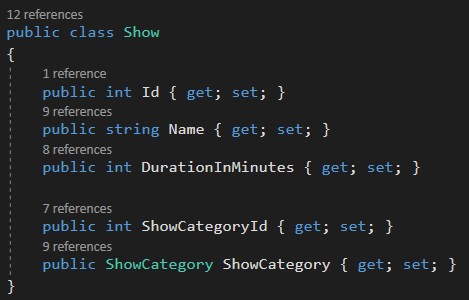 12 references
public class Show
{
1 reference
public int Id { get; set; }
9 references
public string Name { get; set; }
8 references
public int DurationInMinutes { get; set; }
7 references
public int ShowCategoryId { get; set; }
9 references
public ShowCategory ShowCategory { get; set; }
}